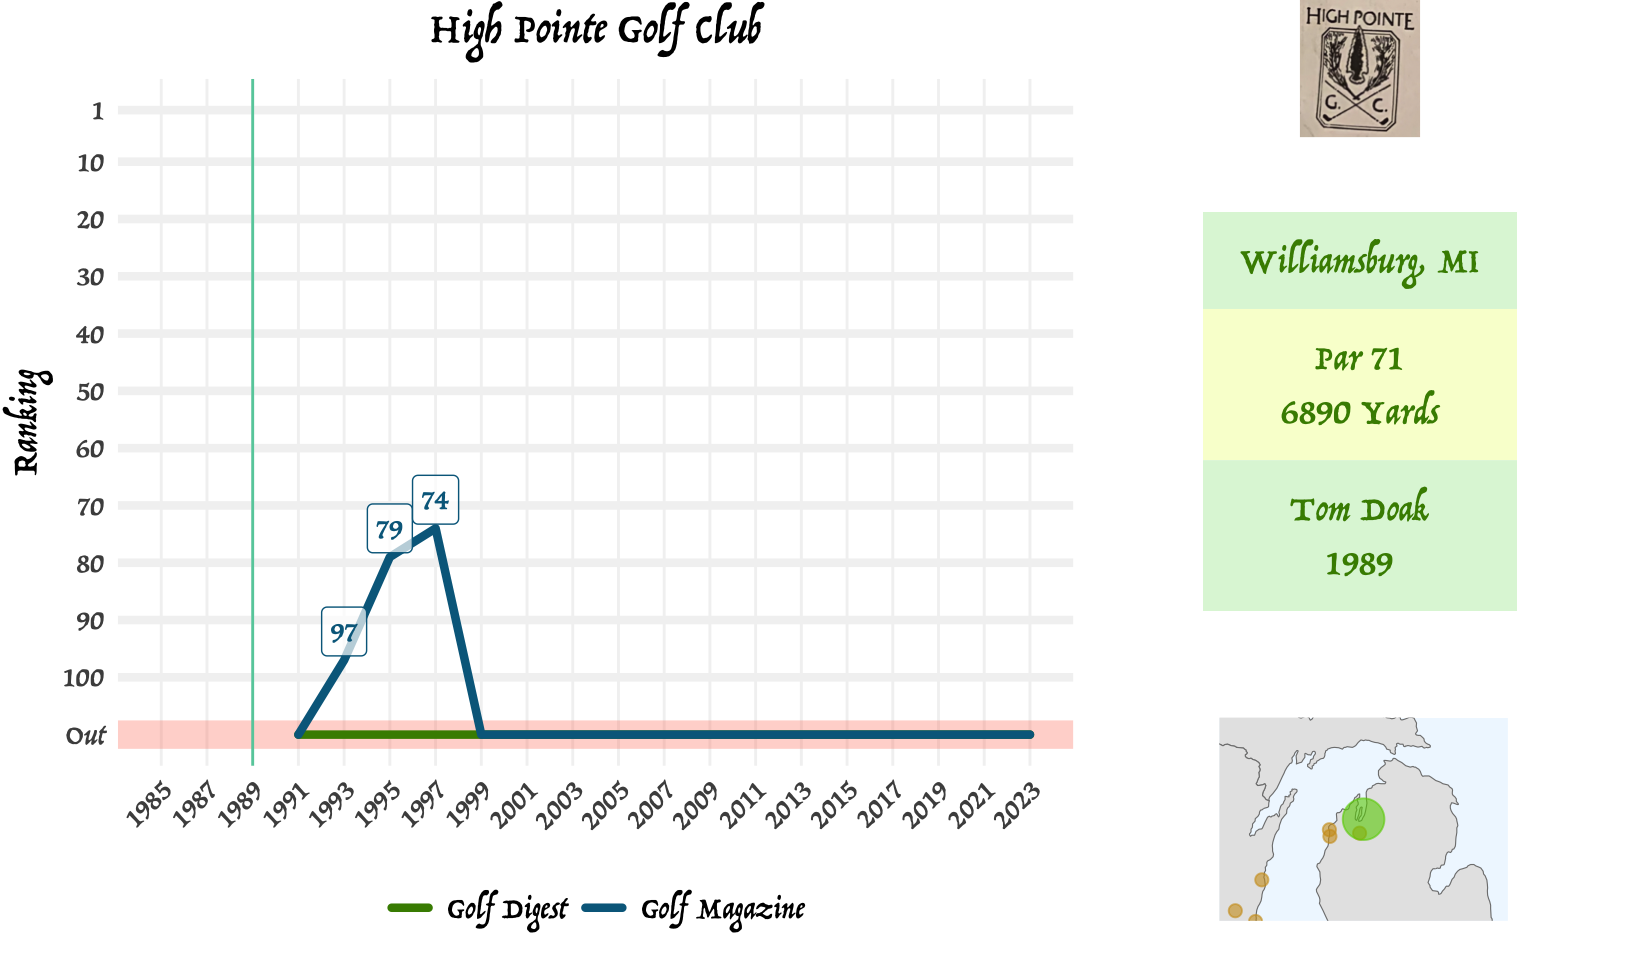 High Pointe Golf Club
HIGH POINTE
G. C.
Ranking
1
10
20
30
40
50
60
70
80
90
100
Out
97
79
74
1985 1987 1989 1991 1993 1995 1997 1999 2001 2003 2005 2007 2009 2011 2013 2015 2017 2019 2021 2023
Golf Digest Golf Magazine
Williamsburg, MI
Par 71
6890 Yards
Tom Doak
1989